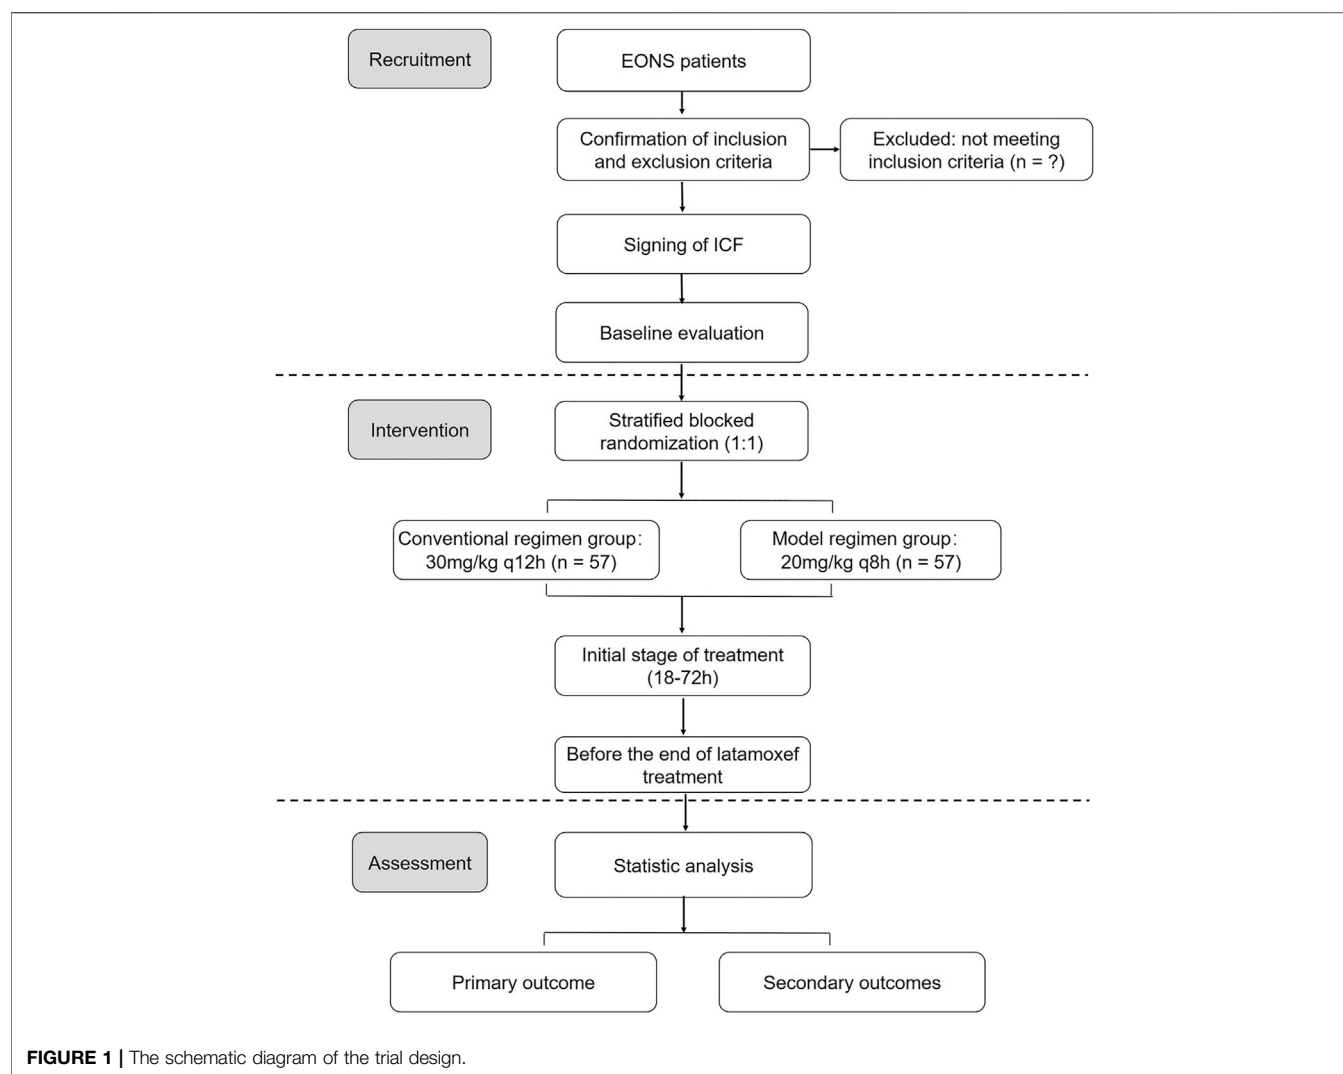 Recruitment
EONS patients
Confirmation of inclusion
and exclusion criteria
Excluded: not meeting
inclusion criteria (n = ?)
Signing of ICF
Baseline evaluation
Intervention
Stratified blocked
randomization (1:1)
Conventional regimen group:
30mg/kg q12h (n = 57)
Model regimen group:
20mg/kg q8h (n = 57)
Initial stage of treatment
(18-72h)
Before the end of latamoxef
treatment
Assessment
Statistic analysis
Primary outcome
Secondary outcomes
FIGURE 1 | The schematic diagram of the trial design.